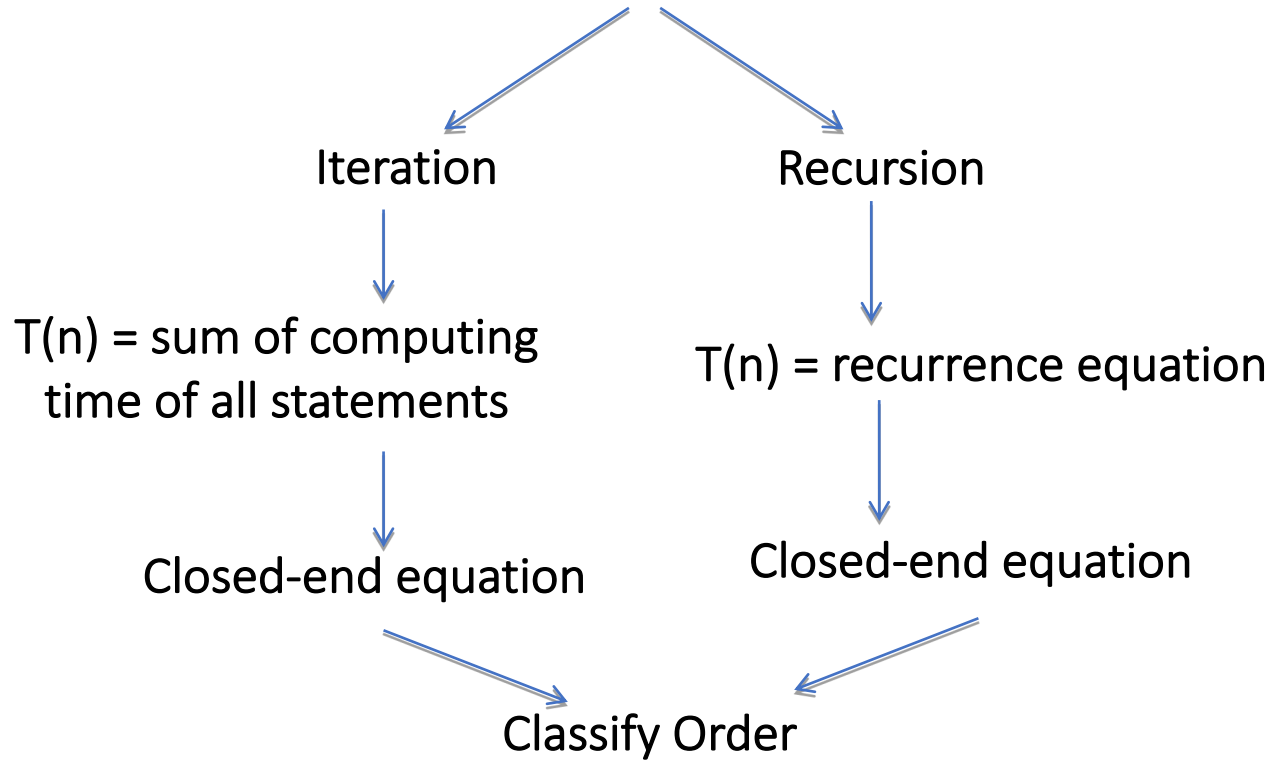 Iteration
Recursion
T(n) = sum of computing
time of all statements
T(n) = recurrence equation
Closed-end equation
Closed-end equation
Classify Order